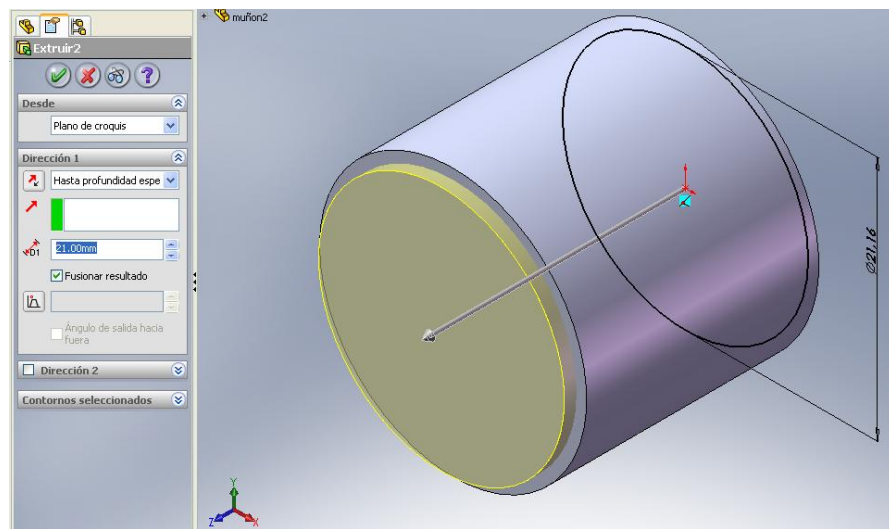 muñon2
Extruir2
?
Desde
Plano de croquis
Dirección 1
Hasta profundidad espe
D1
21.00mm
Fusionar resultado
Angulo de salida hacia
fuera
Dirección 2
Contornos seleccionados
Ø21,16
Y
Z
X